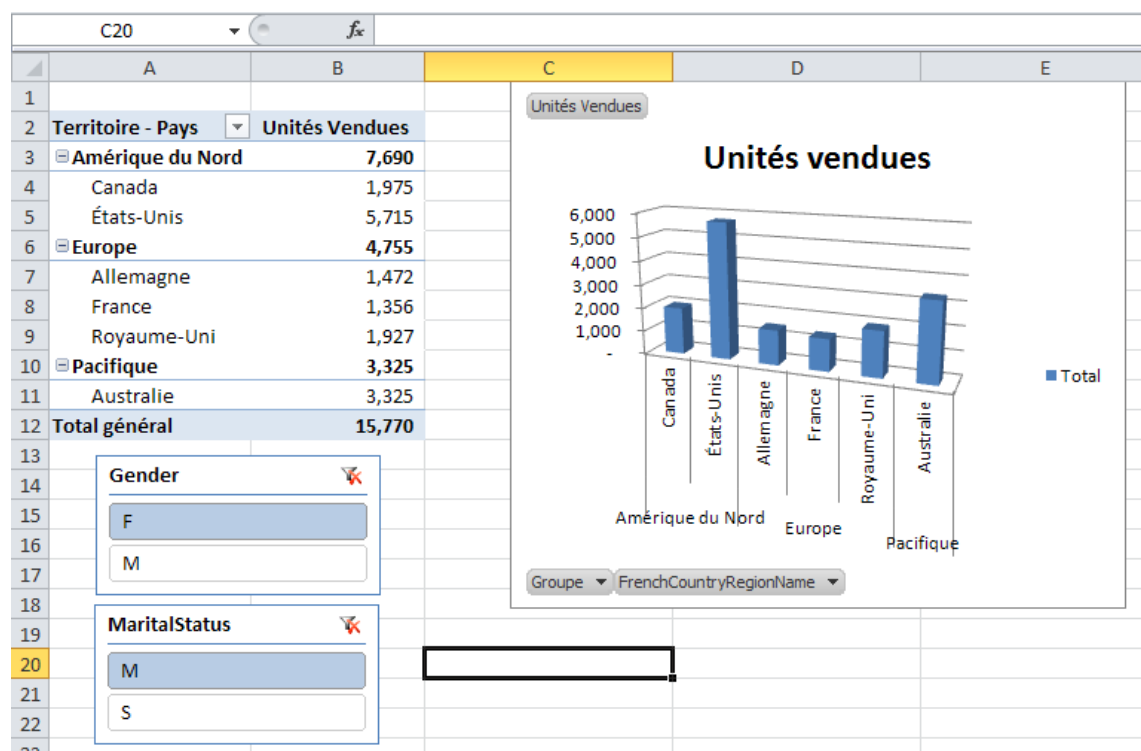 C20 fx
A B C D E
1
2 Territoire - Pays Unités Vendues
3 Amérique du Nord 7,690
4 Canada 1,975
5 États-Unis 5,715
6 Europe 4,755
7 Allemagne 1,472
8 France 1,356
9 Royaume-Uni 1,927
10 Pacifique 3,325
11 Australie 3,325
12 Total général 15,770
13
14
15
16
17
18
19
20
21
22
Gender
F
M
MaritalStatus
M
S
Unités Vendues
Unités vendues
6,000
5,000
4,000
3,000
2,000
1,000
-
Canada
États-Unis
Allemagne
France
Royaume-Uni
Australie
Amérique du Nord
Europe
Pacifique
Total
Groupe FrenchCountryRegionName